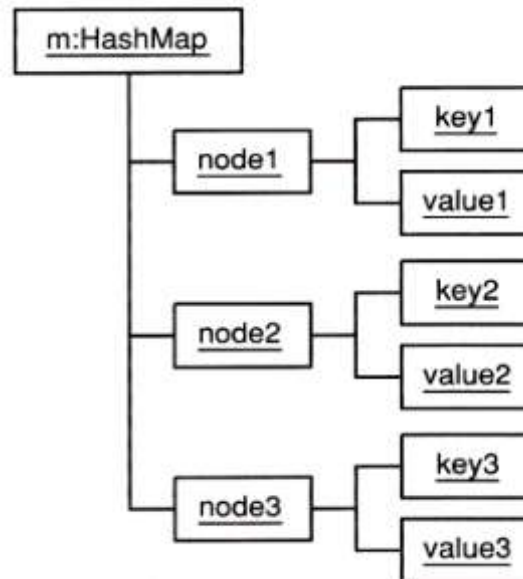 m:HashMap
key1
node1
value1
key2
node2
value2
key3
node3
value3